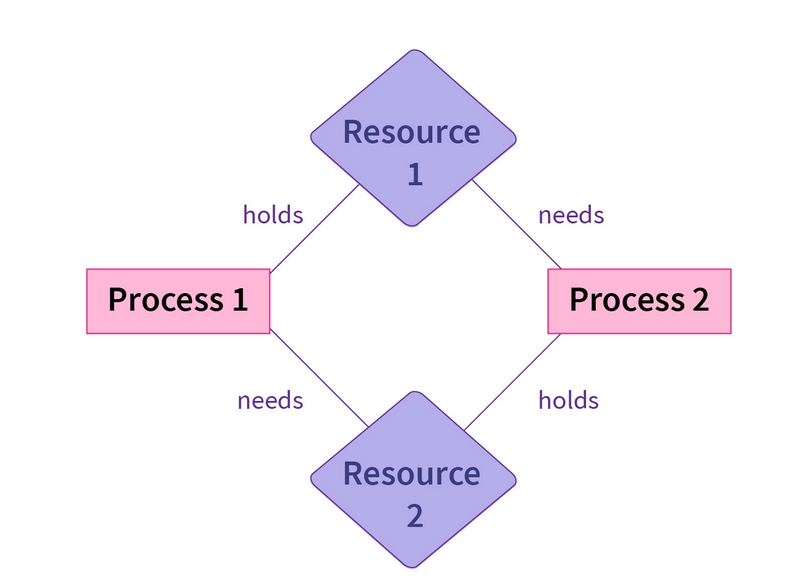 Resource
1
holds
needs
Process 1
Process 2
needs
holds
Resource
2